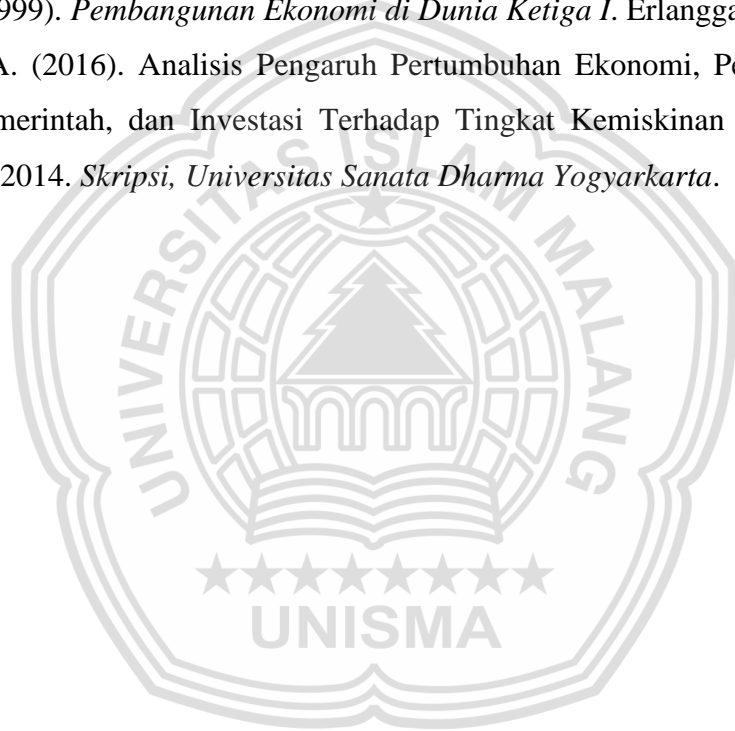 999). Pembangunan Ekonomi di Dunia Ketiga I. Erlangga
A. (2016). Analisis Pengaruh Pertumbuhan Ekonomi, Pe
merintah, dan Investasi Terhadap Tingkat Kemiskinan
2014. Skripsi, Universitas Sanata Dharma Yogyarkarta.
UNIVERSITAS ISLAM MALANG
UNISMA